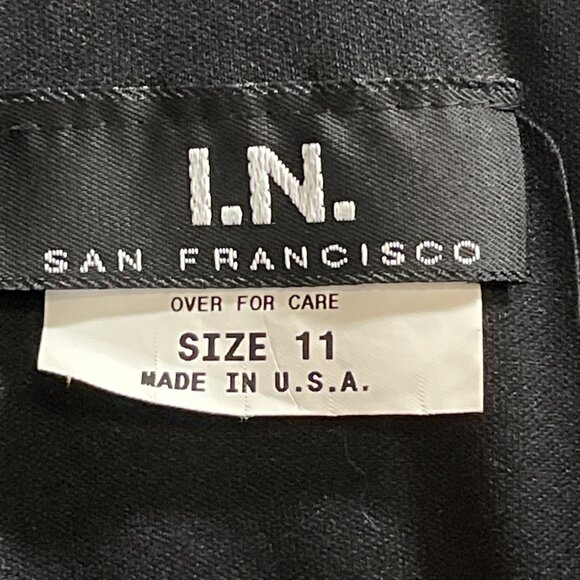 I.N.
SAN FRANCISCO
OVER FOR CARE
SIZE 11
MADE IN U.S.A.